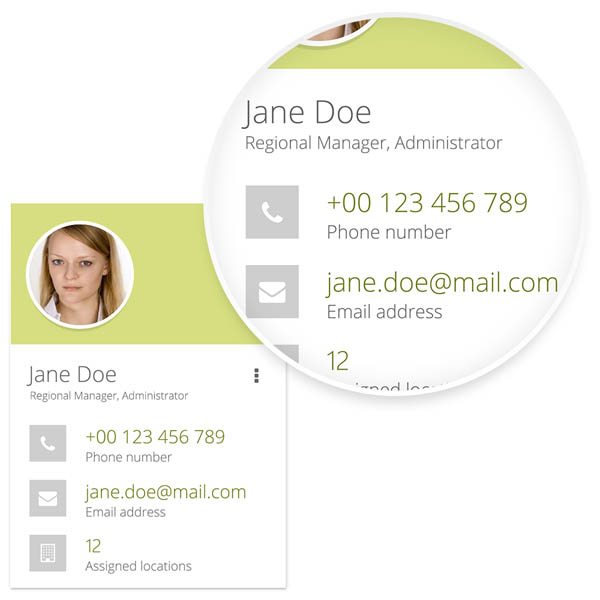 Jane Doe
Regional Manager, Administrator
+00 123 456 789
Phone number
jane.doe@mail.com
Email address
12
Assigned locati
Jane Doe
Regional Manager, Administrator
+00 123 456 789
Phone number
jane.doe@mail.com
Email address
12
Assigned locations